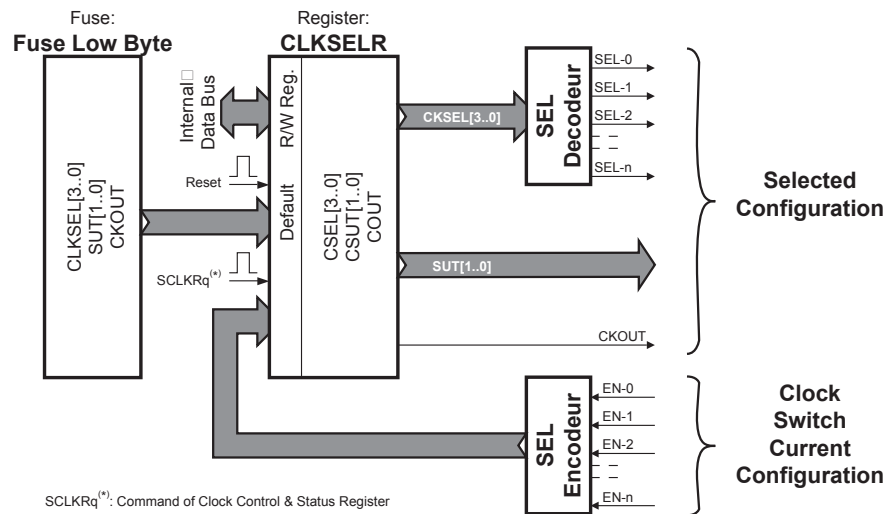 Fuse:
Fuse Low Byte
CLKSEL[3..0]
SUT[1..0]
CKOUT
Register:
CLKSELR
Internal□
Data Bus
R/W Reg.
Reset
Default
SCLKRq(*)
CSEL[3..0]
CSUT[1..0]
COUT
CKSEL[3..0]
SUT[1..0]
CKOUT
SEL
Decodeur
SEL-0
SEL-1
SEL-2
SEL-n
Selected
Configuration
SEL
Encodeur
EN-0
EN-1
EN-2
EN-n
Clock
Switch
Current
Configuration
SCLKRq(*): Command of Clock Control & Status Register